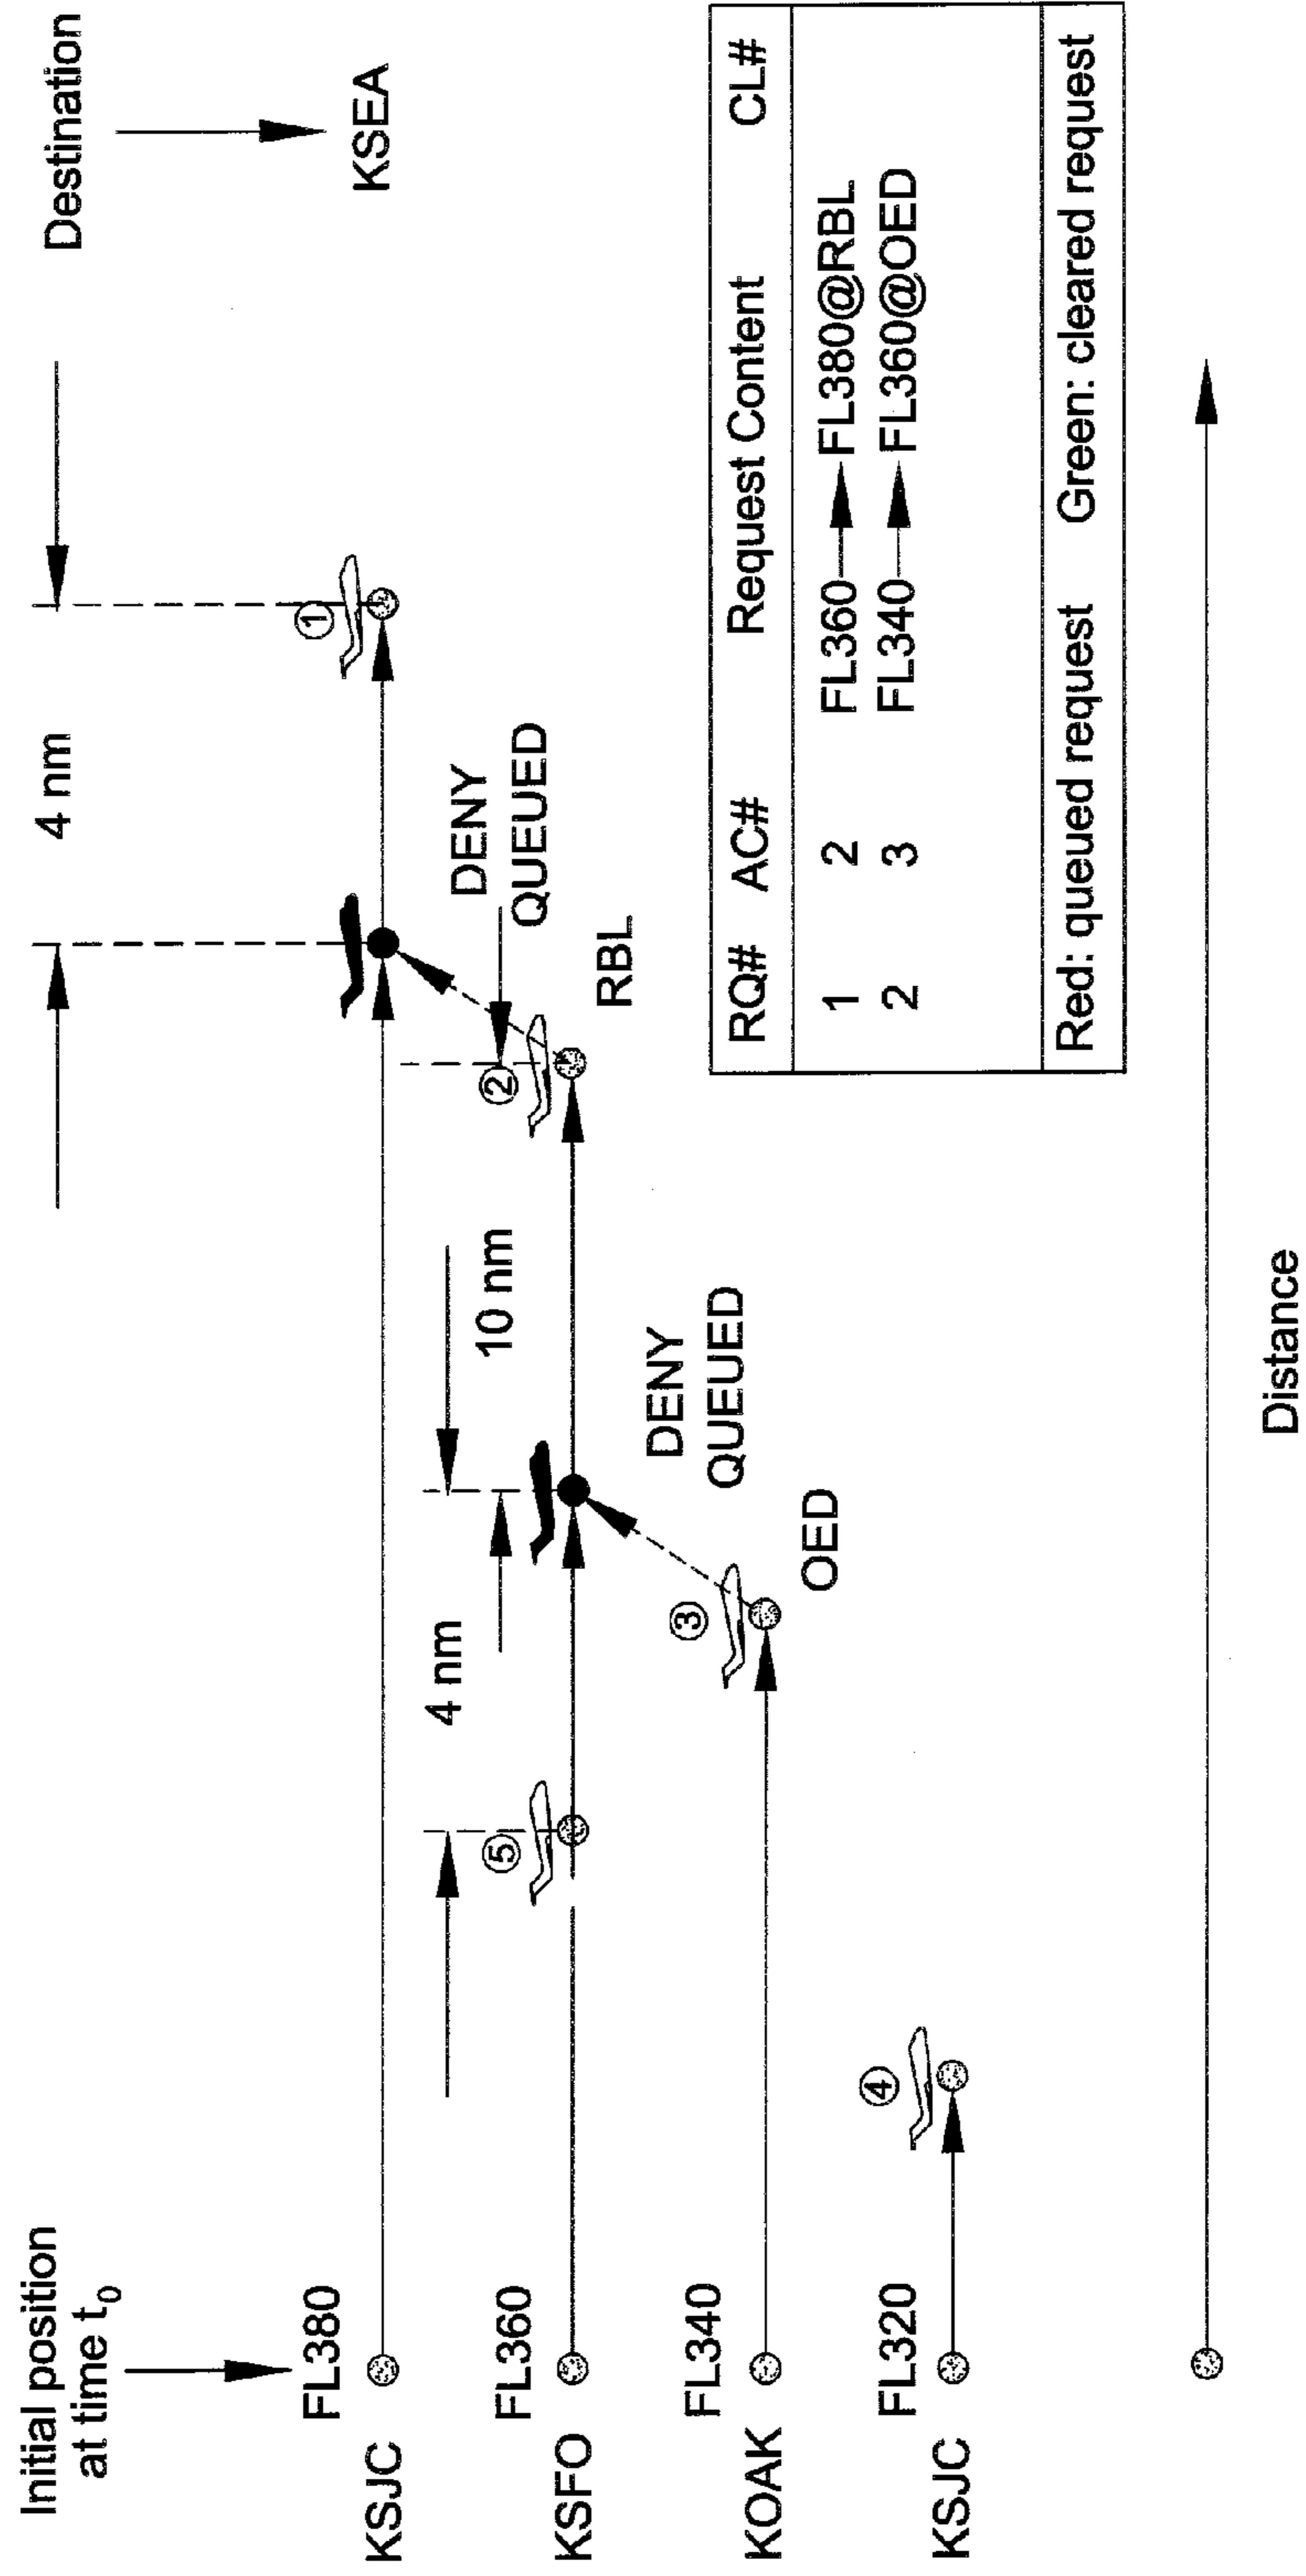 Initial position
at time t0
Destination
KSEA
4 nm
FL380
KSJC
①
DENY
QUEUED
4 nm
10 nm
FL360
KSFO
⑤
②
RBL
DENY
QUEUED
FL340
KOAK
③
OED
FL320
KSJC
④
RQ# AC# Request Content CL#
1 2 FL360 FL380@RBL
2 3 FL340 FL360@OED
Red: queued request Green: cleared request
Distance